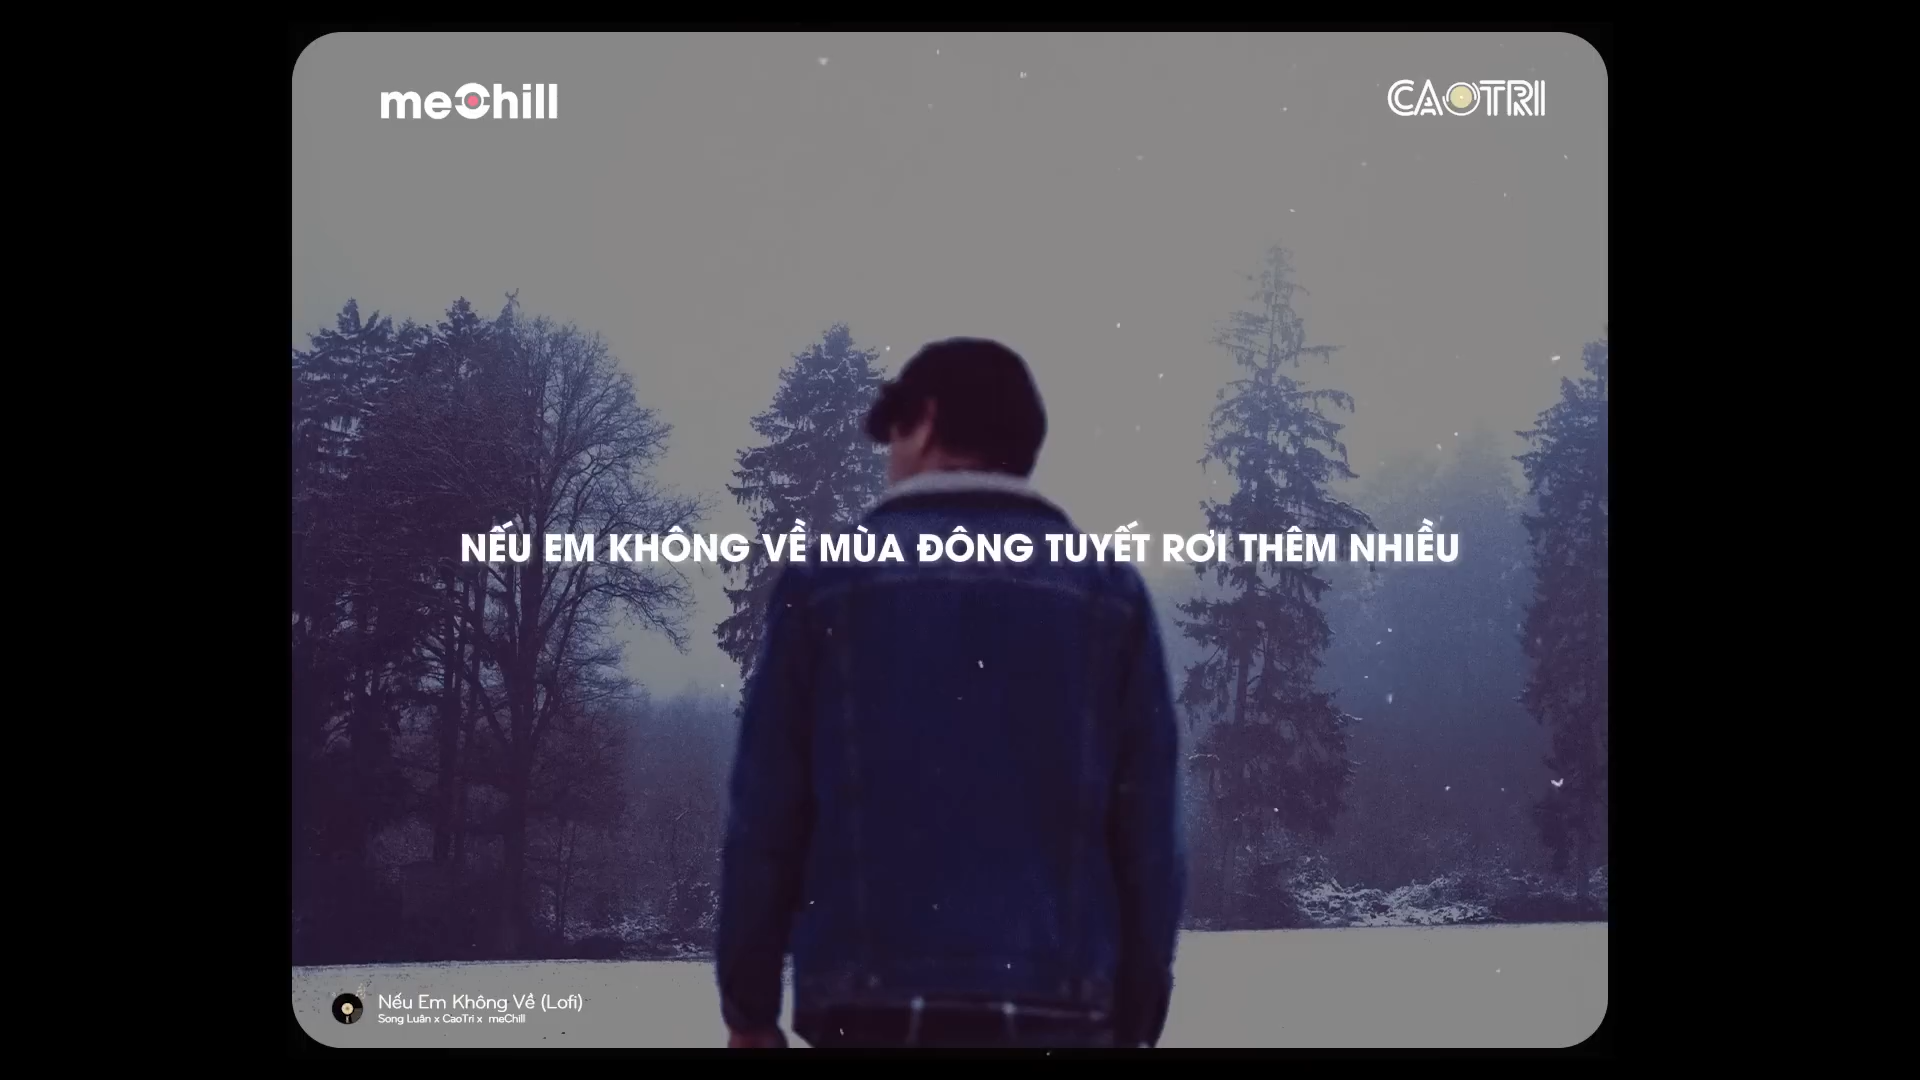 meChill
CAOTRI
NẾU EM KHÔNG VỀ MÙA ĐÔNG TUYẾT RƠI THÊM NHIỀU
Nếu Em Không Về (Lofi)
Song Luân x CaoTri x meChill